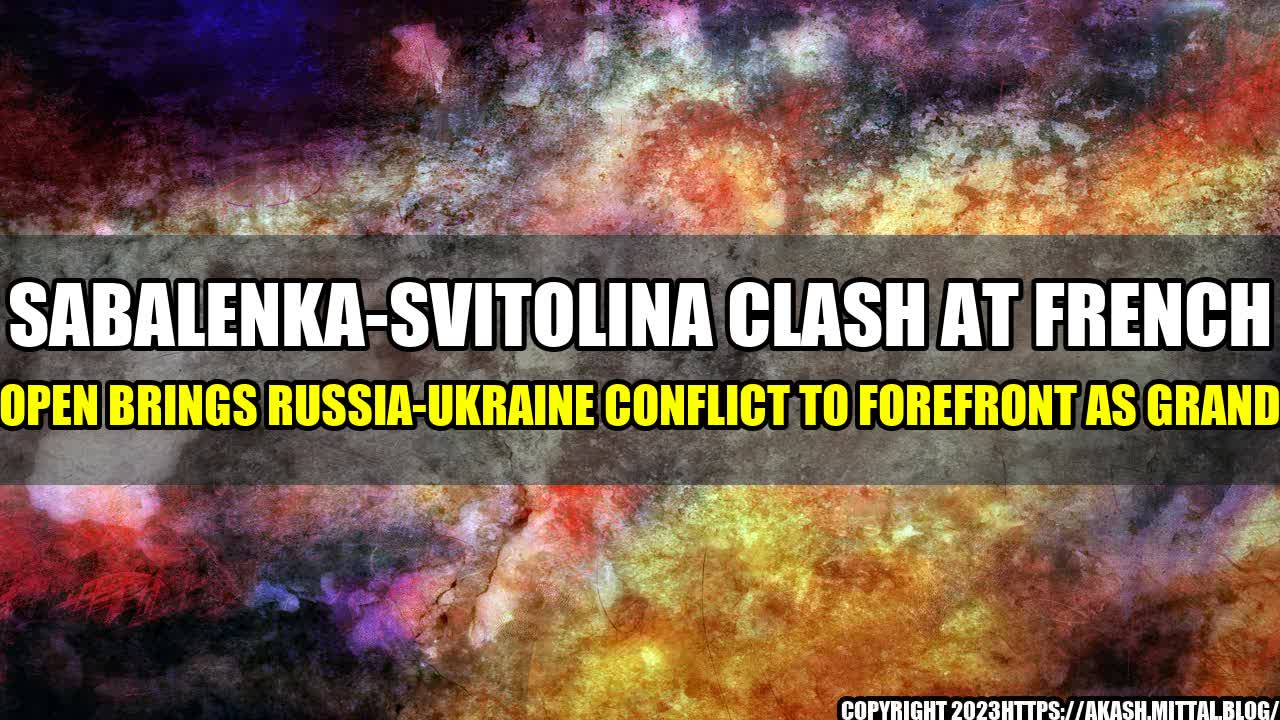 SABALENKA-SVITOLINA CLASH AT FRENCH
OPEN BRINGS RUSSIA-UKRAINE CONFLICT TO FOREFRONT AS GRAND
COPYRIGHT 2023HTTPS://AKASH.MITTAL.BLOG/